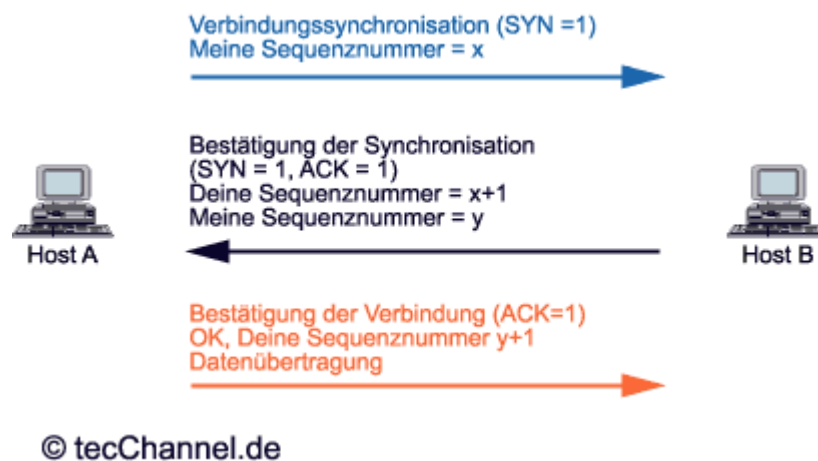 Verbindungssynchronisation (SYN =1)
Meine Sequenznummer = x
Bestätigung der Synchronisation
(SYN = 1, ACK = 1)
Deine Sequenznummer = x+1
Meine Sequenznummer = y
Host A
Host B
Bestätigung der Verbindung (ACK=1)
OK, Deine Sequenznummer y+1
Datenübertragung
© tecChannel.de